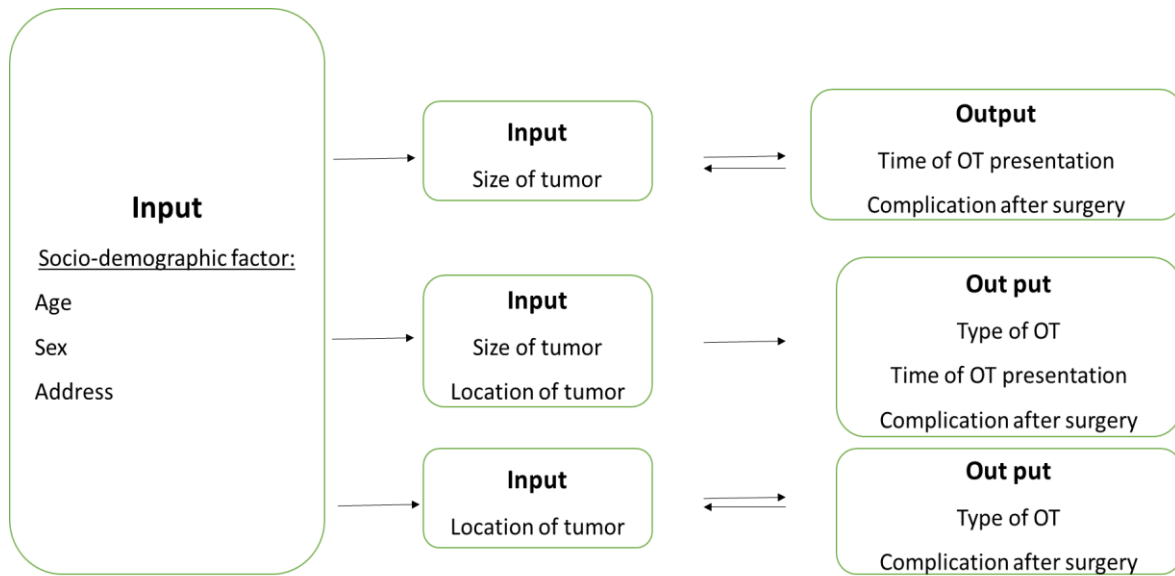 Input
Socio-demographic factor:
Age
Sex
Address
Input
Size of tumor
Output
Time of OT presentation
Complication after surgery
Input
Size of tumor
Location of tumor
Out put
Type of OT
Time of OT presentation
Complication after surgery
Input
Location of tumor
Out put
Type of OT
Complication after surgery